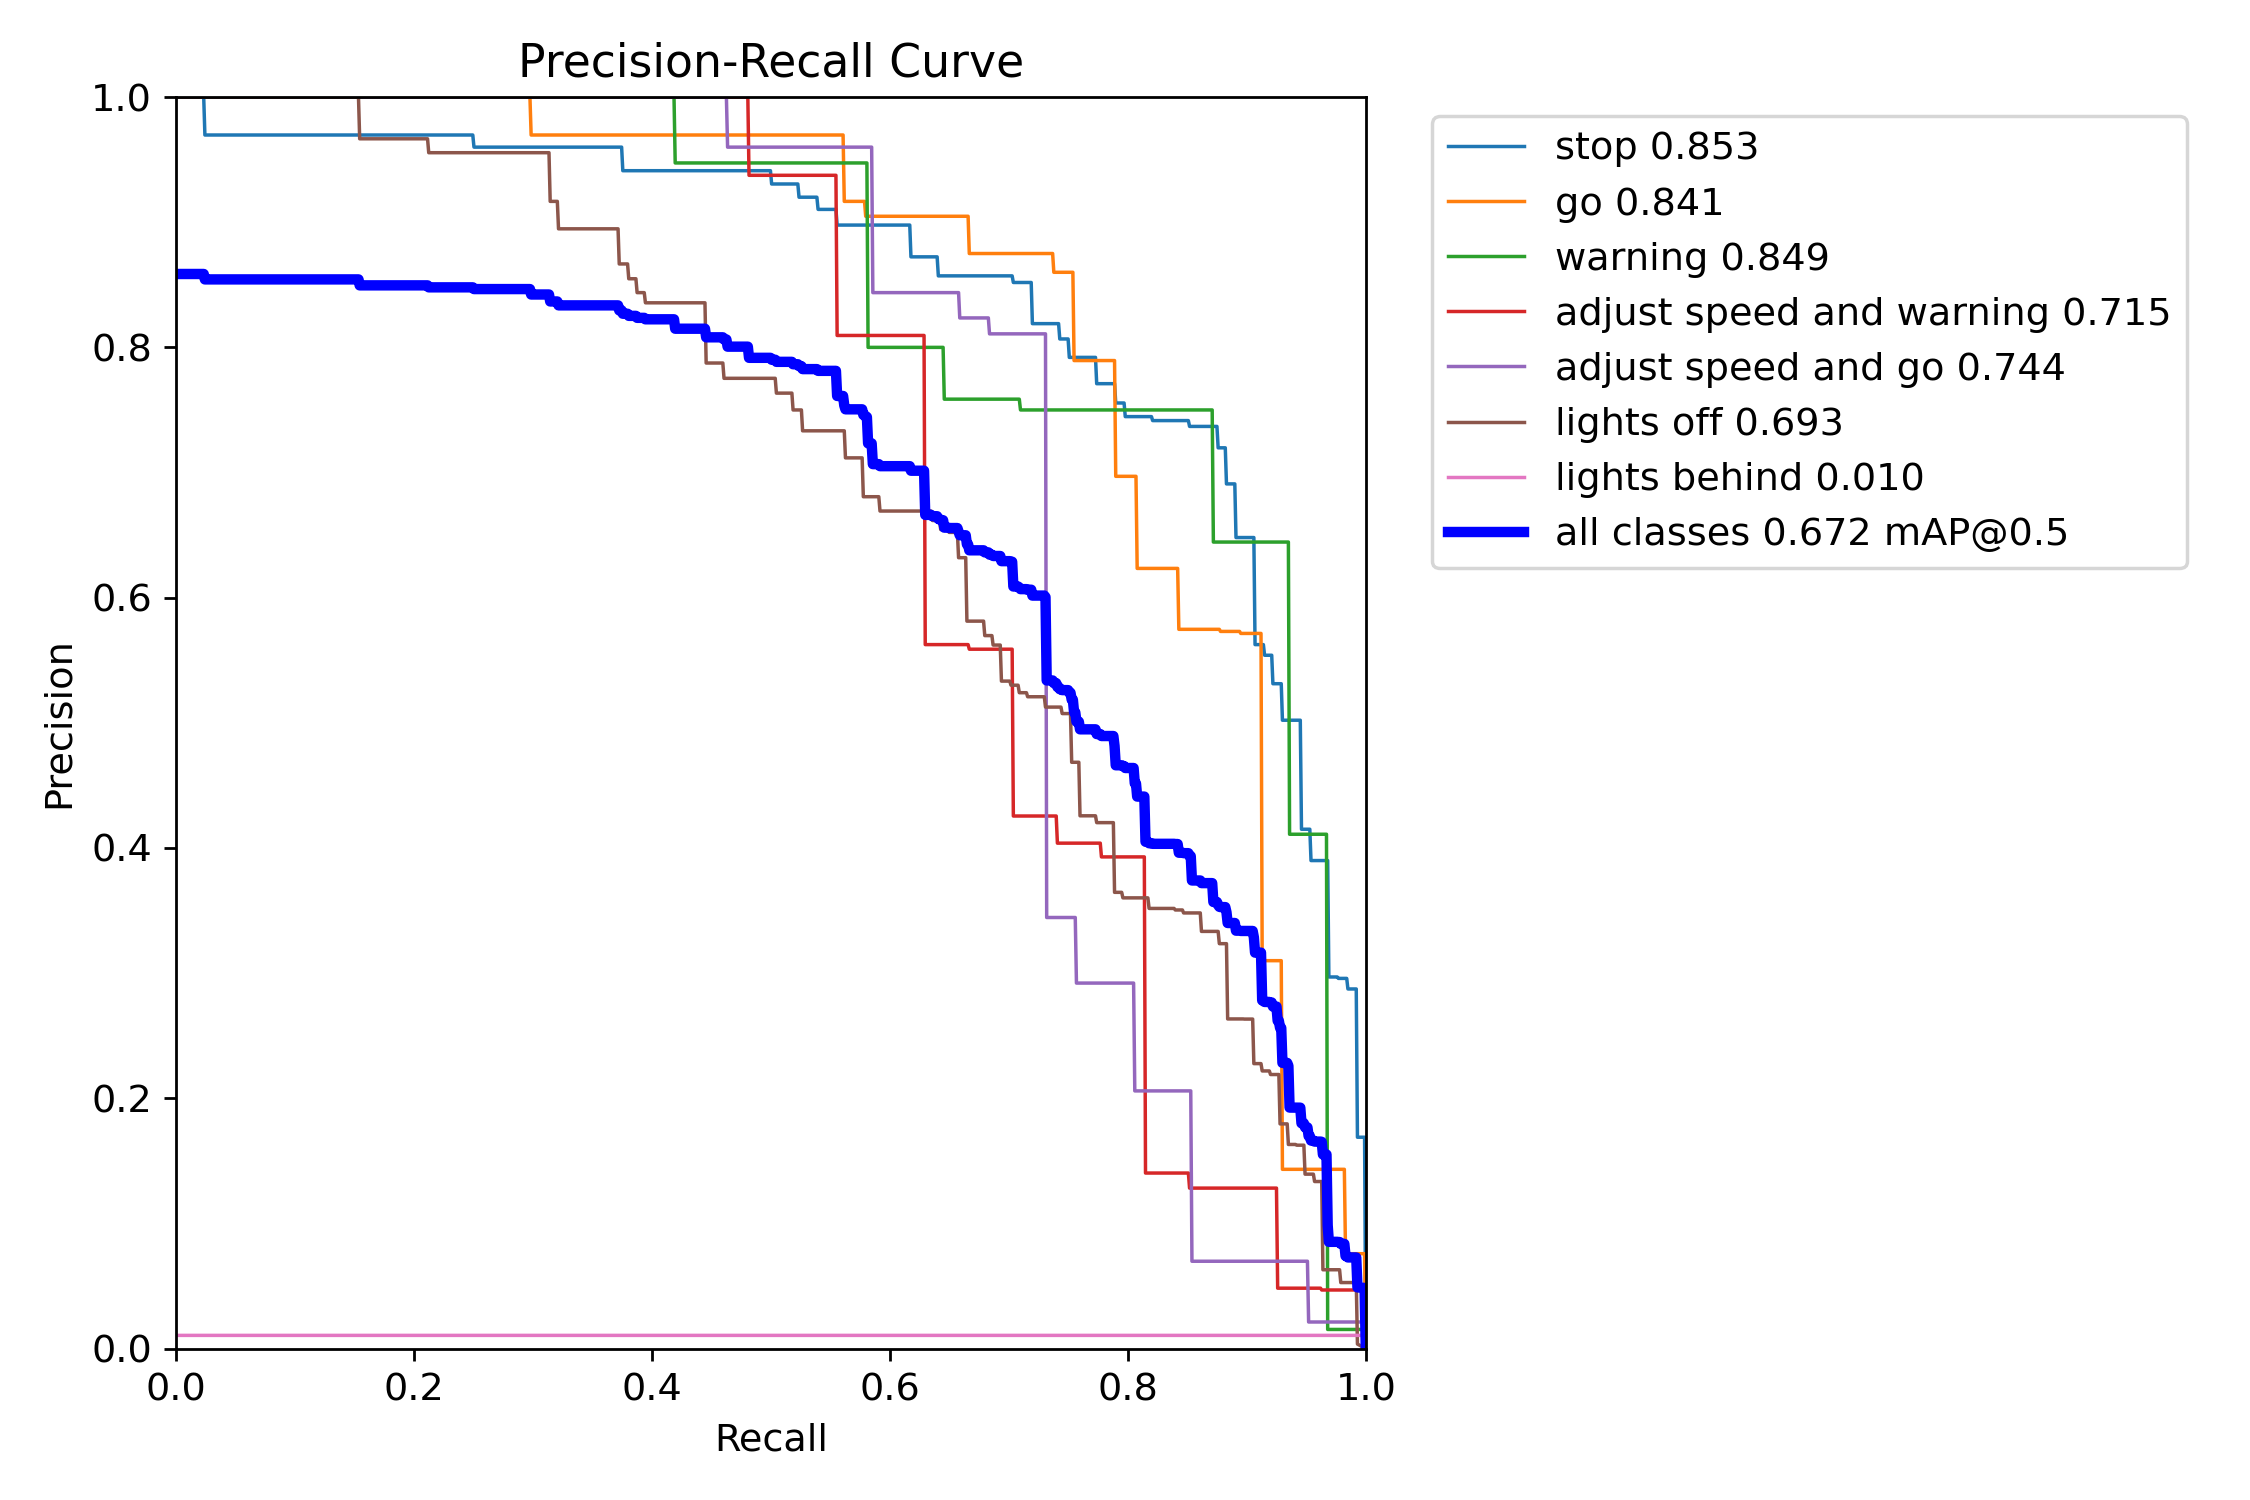 Precision-Recall Curve
1.0
0.8
0.6
0.4
0.2
0.0
Precision
0.0 0.2 0.4 0.6 0.8 1.0
Recall
stop 0.853
go 0.841
warning 0.849
adjust speed and warning 0.715
adjust speed and go 0.744
lights off 0.693
lights behind 0.010
all classes 0.672 mAP@0.5